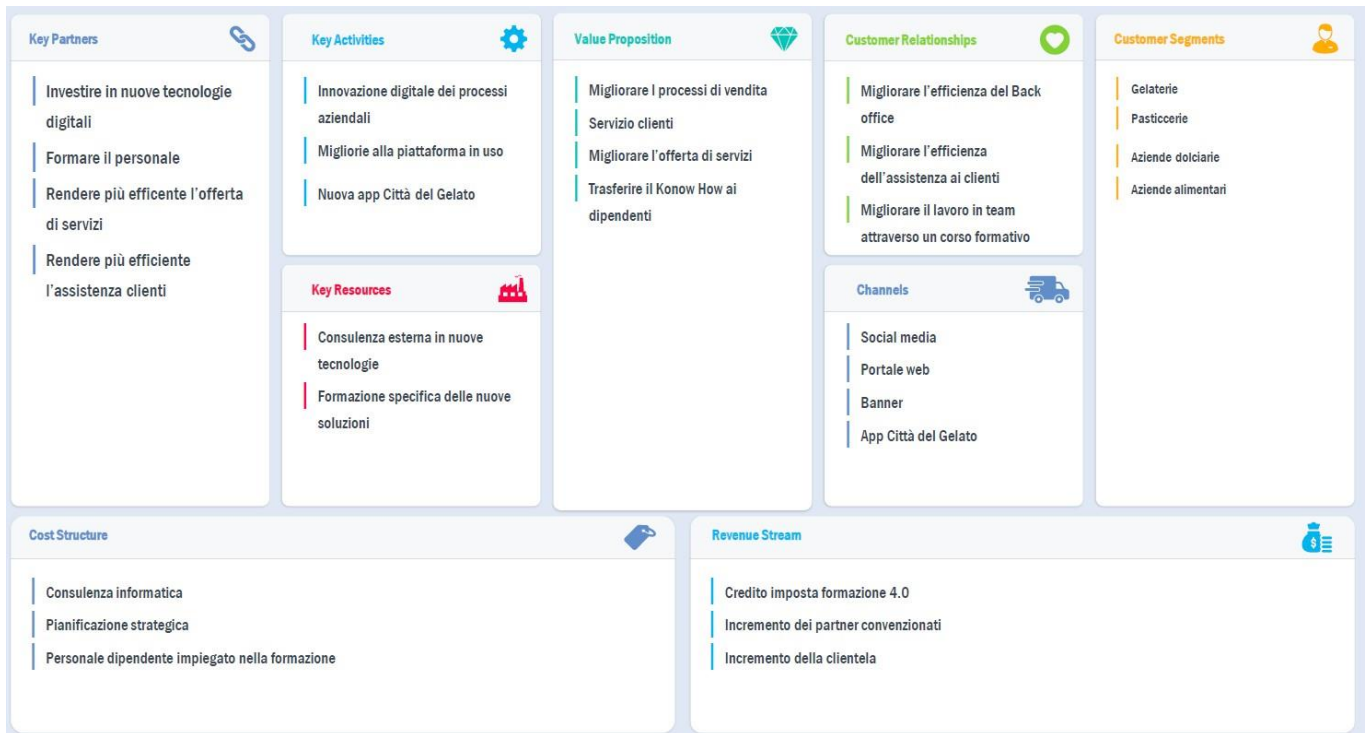 Key Partners
Investire in nuove tecnologie
digitali
Formare il personale
Rendere più efficente l'offerta
di servizi
Rendere più efficiente
l'assistenza clienti
Key Activities
Innovazione digitale dei processi
aziendali
Migliorie alla piattaforma in uso
Nuova app Città del Gelato
Key Resources
Consulenza esterna in nuove
tecnologie
Formazione specifica delle nuove
soluzioni
Value Proposition
Migliorare I processi di vendita
Servizio clienti
Migliorare l'offerta di servizi
Trasferire il Konow How ai
dipendenti
Customer Relationships
Migliorare l'efficienza del Back
office
Migliorare l'efficienza
dell'assistenza ai clienti
Migliorare il lavoro in team
attraverso un corso formativo
Channels
Social media
Portale web
Banner
App Città del Gelato
Customer Segments
Gelaterie
Pasticcerie
Aziende dolciarie
Aziende alimentari
Cost Structure
Consulenza informatica
Pianificazione strategica
Personale dipendente impiegato nella formazione
Revenue Stream
$
Credito imposta formazione 4.0
Incremento dei partner convenzionati
Incremento della clientela